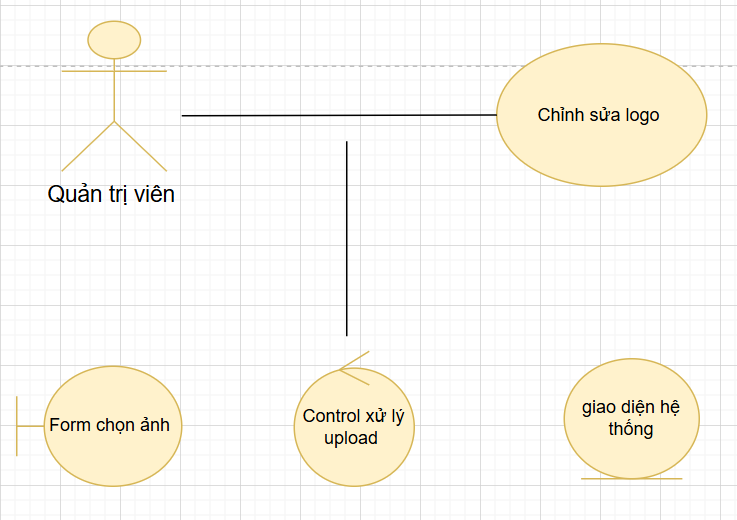 Chỉnh sửa logo
Quản trị viên
Form chọn ảnh
Control xử lý
upload
giao diện hệ
thống